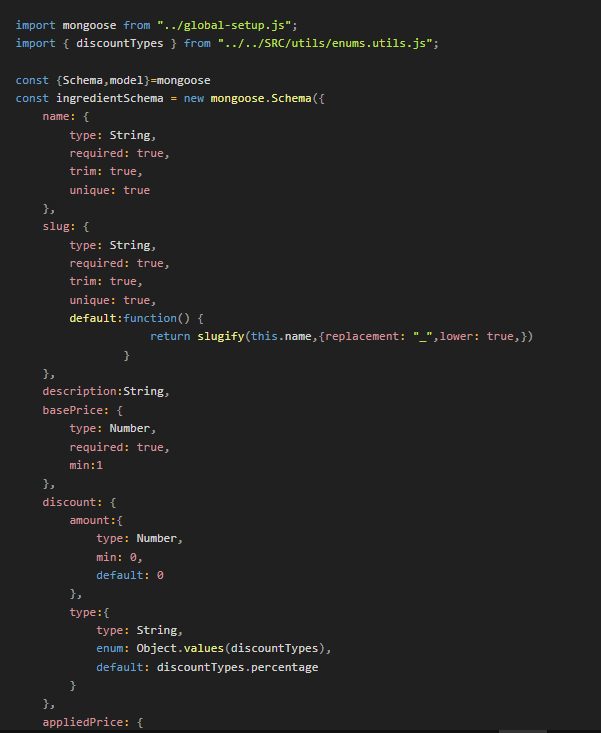 import mongoose from "../global-setup.js";
import { discountTypes } from "../../SRC/utils/enums.utils.js";
const {Schema,model}=mongoose
const ingredientSchema = new mongoose.Schema({
name: {
type: String,
required: true,
trim: true,
unique: true
},
slug: {
type: String,
required: true,
trim: true,
unique: true,
default:function() {
return slugify(this.name,{replacement: "_",lower: true,})
}
},
description:String,
basePrice: {
type: Number,
required: true,
min:1
},
discount: {
amount:{
type: Number,
min: 0,
default: 0
},
type:{
type: String,
enum: Object.values(discountTypes),
default: discountTypes.percentage
}
},
appliedPrice: {